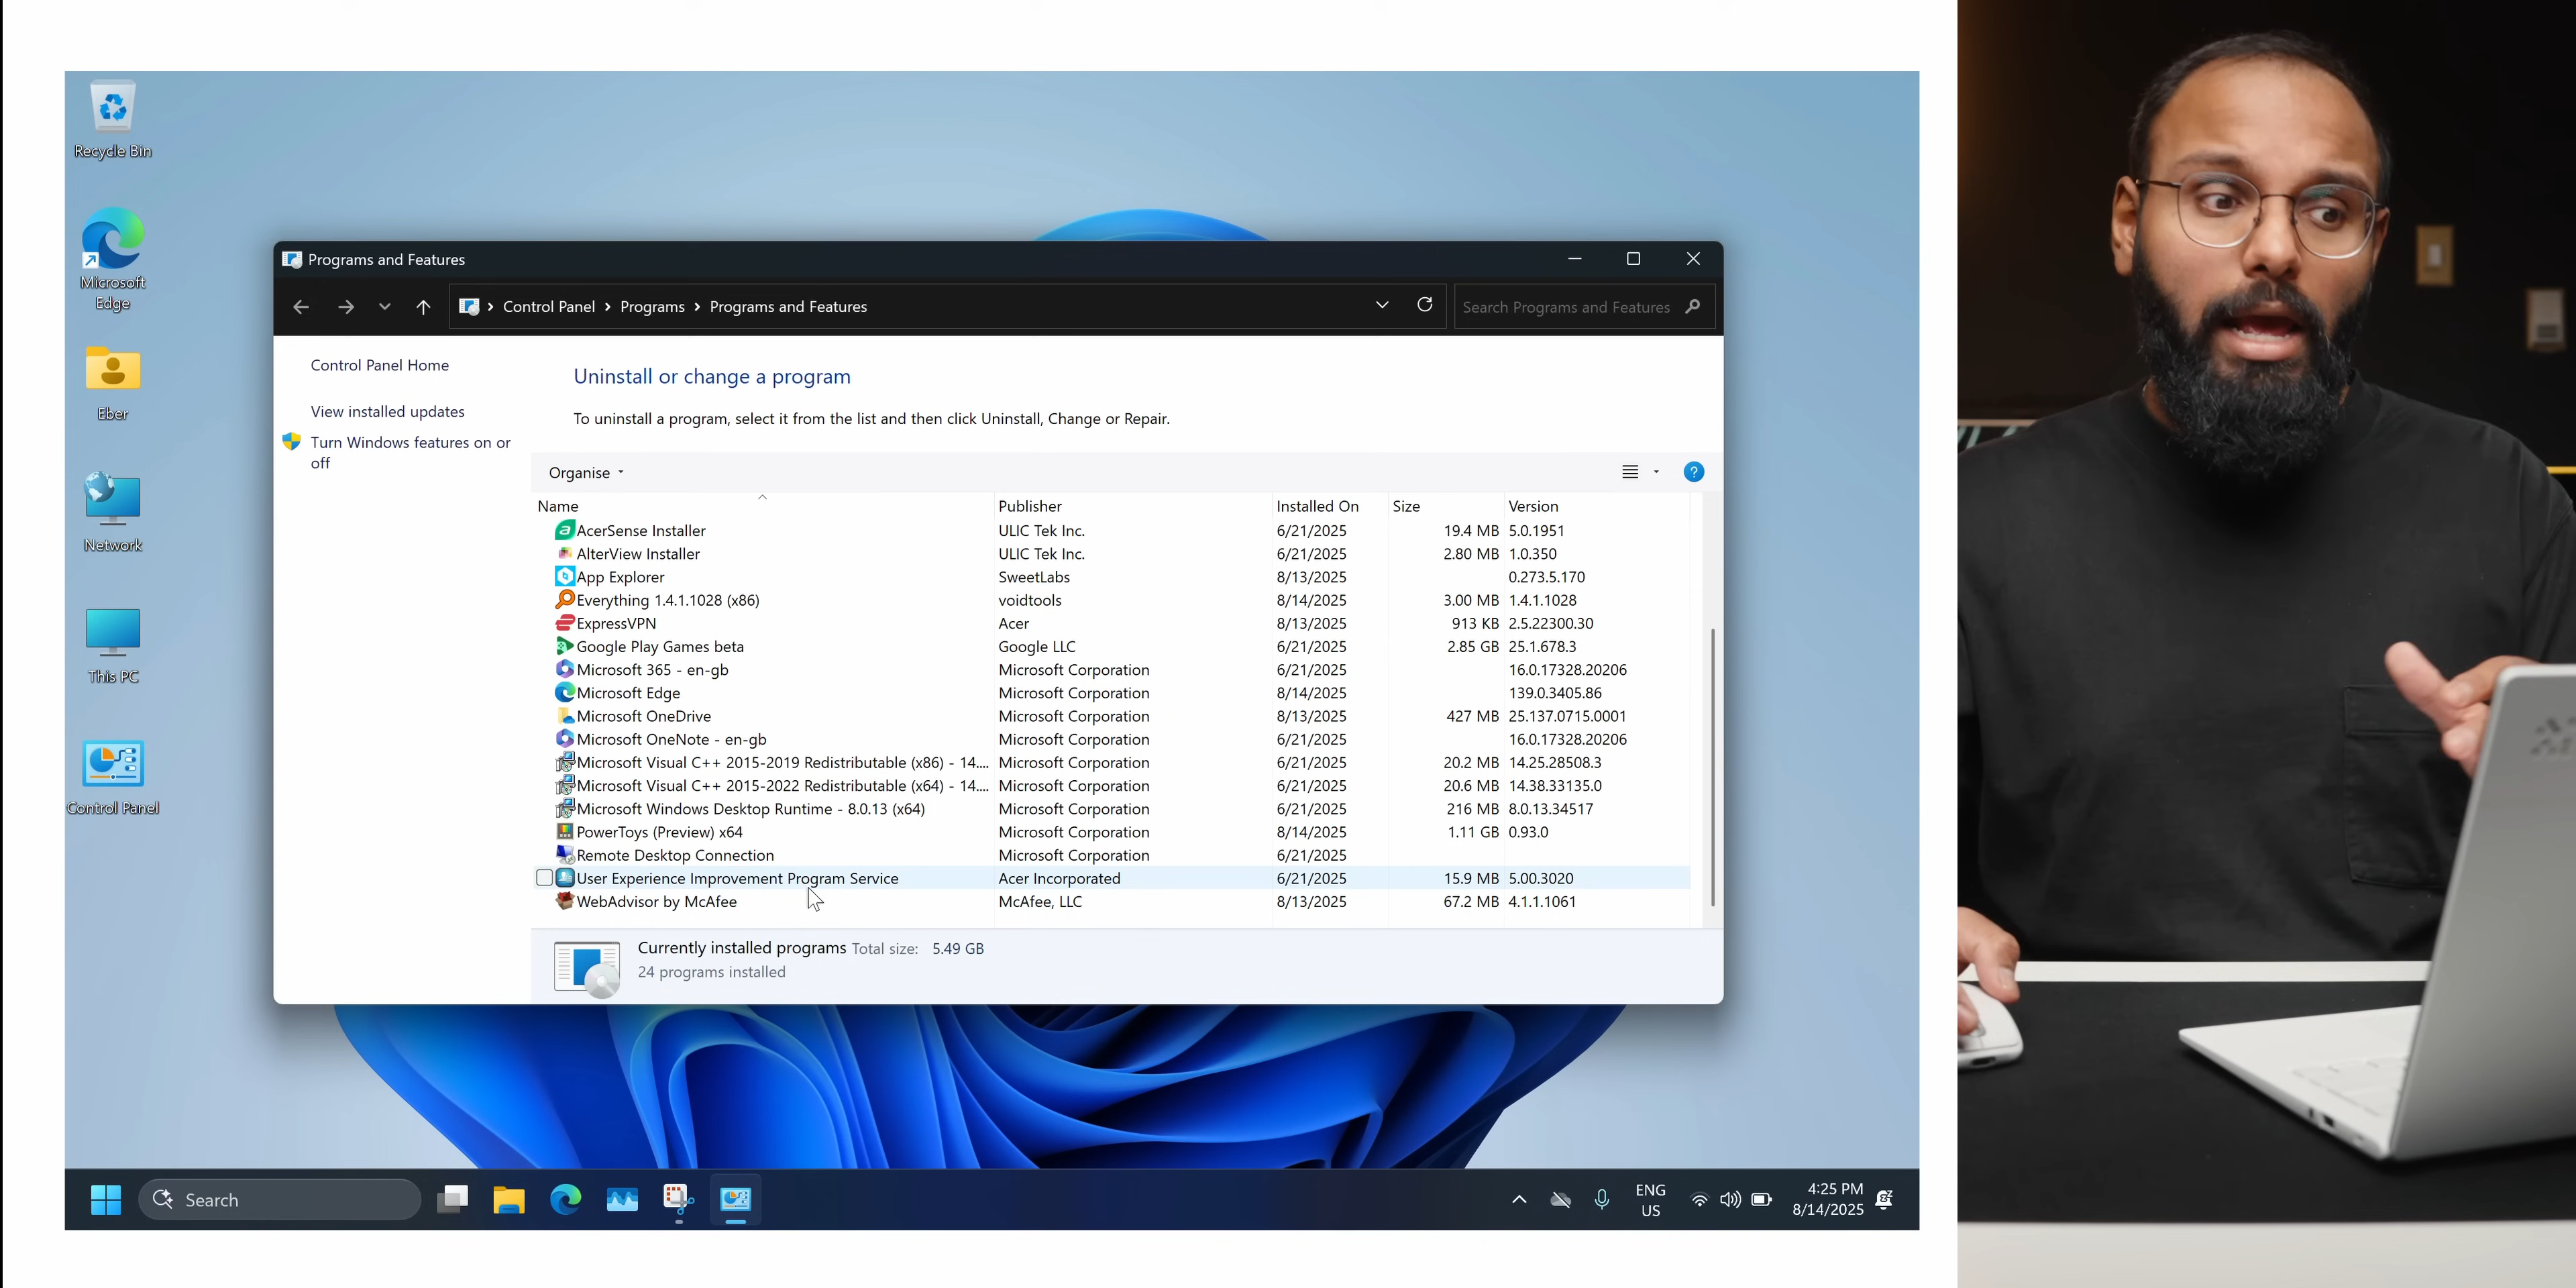 Recycle Bin
Microsoft
Edge
Eber
Network
This PC
Control Panel
Programs and Features
Control Panel > Programs > Programs and Features
Search Programs and Features
Control Panel Home
View installed updates
Turn Windows features on or
off
Uninstall or change a program
To uninstall a program, select it from the list and then click Uninstall, Change or Repair.
Organise
Name Publisher Installed On Size Version
AcerSense Installer ULIC Tek Inc. 6/21/2025 19.4 MB 5.0.1951
AlterView Installer ULIC Tek Inc. 6/21/2025 2.80 MB 1.0.350
App Explorer SweetLabs 8/13/2025 0.273.5.170
Everything 1.4.1.1028 (x86) voidtools 8/14/2025 3.00 MB 1.4.1.1028
ExpressVPN Acer 8/13/2025 913 KB 2.5.22300.30
Google Play Games beta Google LLC 6/21/2025 2.85 GB 25.1.678.3
Microsoft 365 - en-gb Microsoft Corporation 6/21/2025 16.0.17328.20206
Microsoft Edge Microsoft Corporation 8/14/2025 139.0.3405.86
Microsoft OneDrive Microsoft Corporation 8/13/2025 427 MB 25.137.0715.0001
Microsoft OneNote - en-gb Microsoft Corporation 6/21/2025 16.0.17328.20206
Microsoft Visual C++ 2015-2019 Redistributable (x86) - 14.... Microsoft Corporation 6/21/2025 20.2 MB 14.25.28508.3
Microsoft Visual C++ 2015-2022 Redistributable (x64) - 14.... Microsoft Corporation 6/21/2025 20.6 MB 14.38.33135.0
Microsoft Windows Desktop Runtime - 8.0.13 (x64) Microsoft Corporation 6/21/2025 216 MB 8.0.13.34517
PowerToys (Preview) x64 Microsoft Corporation 8/14/2025 1.11 GB 0.93.0
Remote Desktop Connection Microsoft Corporation 6/21/2025
User Experience Improvement Program Service Acer Incorporated 6/21/2025 15.9 MB 5.00.3020
WebAdvisor by McAfee McAfee, LLC 8/13/2025 67.2 MB 4.1.1.1061
Currently installed programs Total size: 5.49 GB
24 programs installed
Search
ENG
US
4:25 PM
8/14/2025